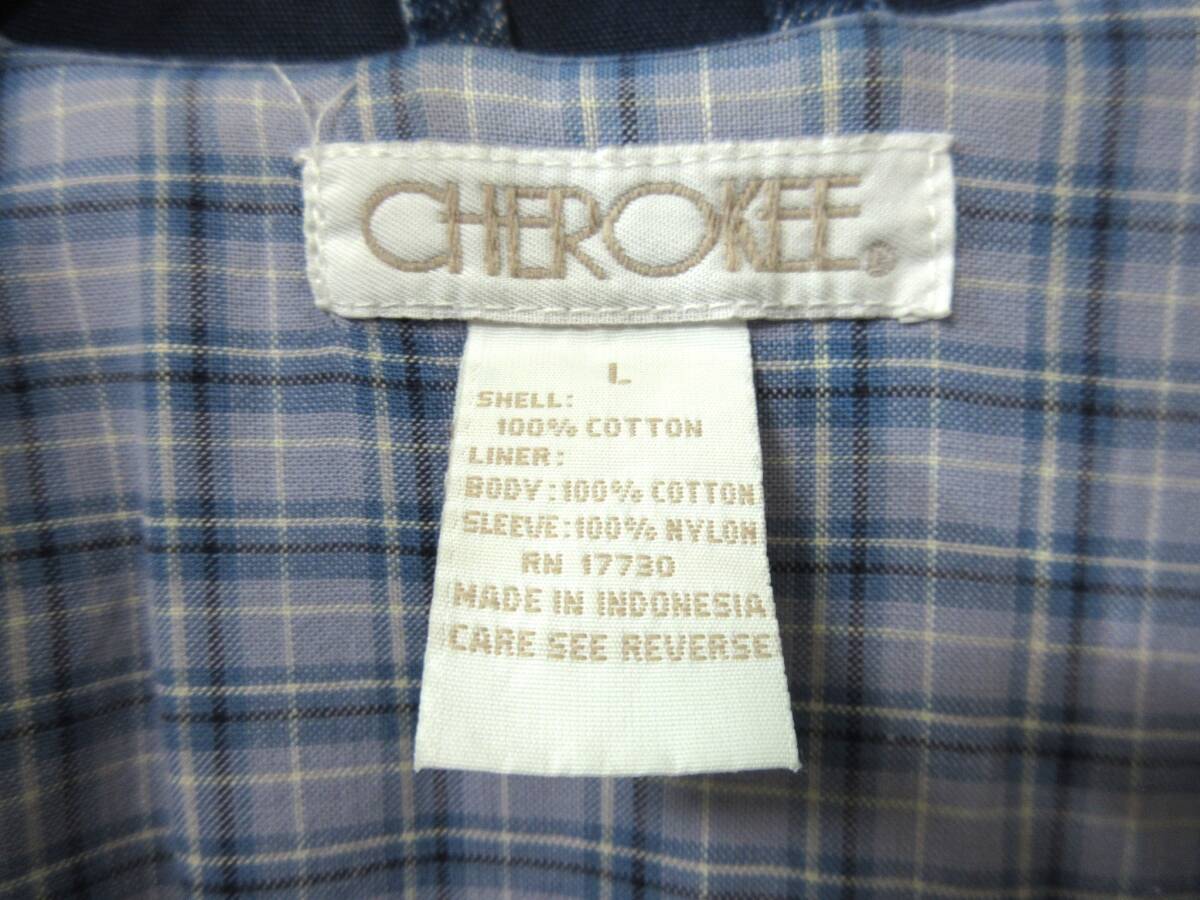 CHEROKEE®
L
SHELL:
100% COTTON
LINER:
BODY:100% COTTON
SLEEVE:100% NYLON
RN 17730
MADE IN INDONESIA
CARE SEE REVERSE